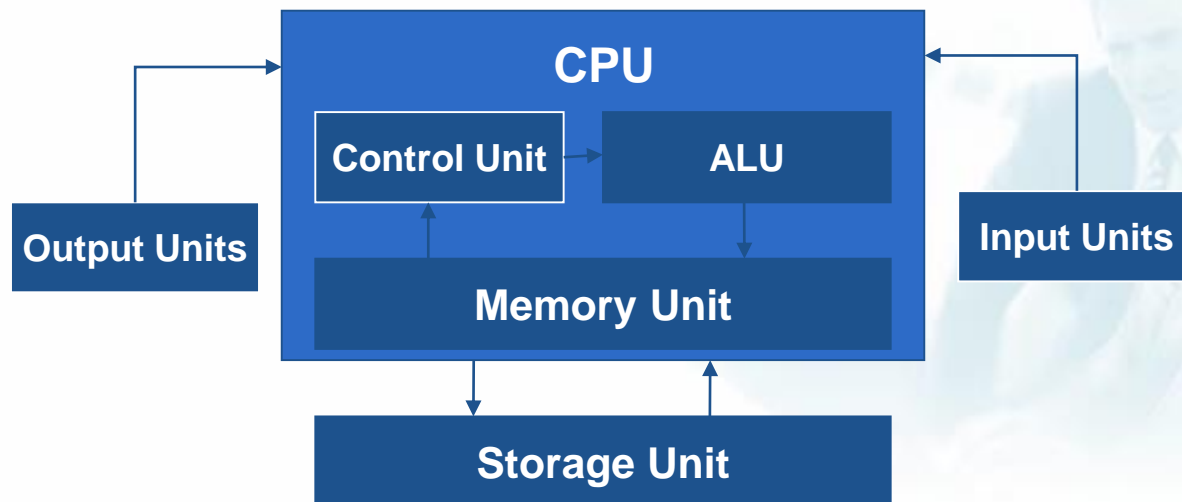 CPU
Control Unit
ALU
Output Units
Input Units
Memory Unit
Storage Unit